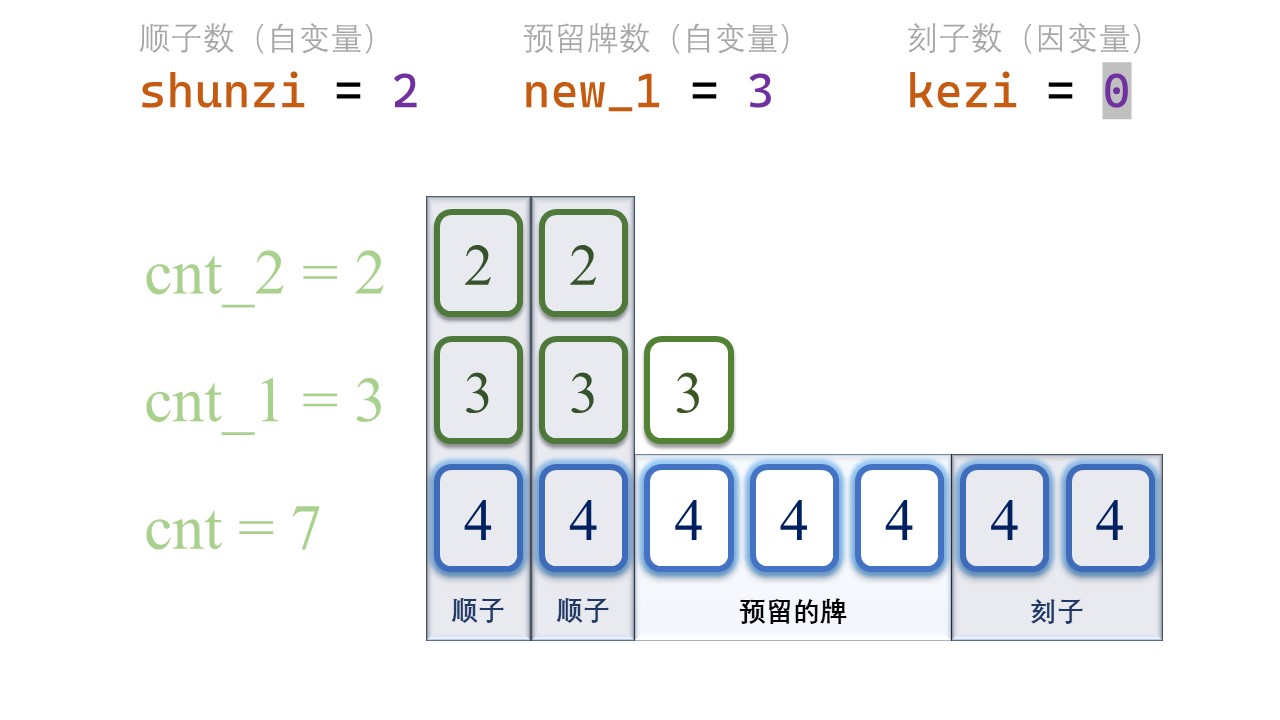 顺子数（自变量） 预留牌数（自变量） 刻子数（因变量）
shunzi = 2 new_1 = 3 kezi = 0
cnt_2 = 2 2 2
cnt_1 = 3 3 3 3
cnt = 7 4 4 4 4 4 4 4
顺子 顺子 预留的牌 刻子